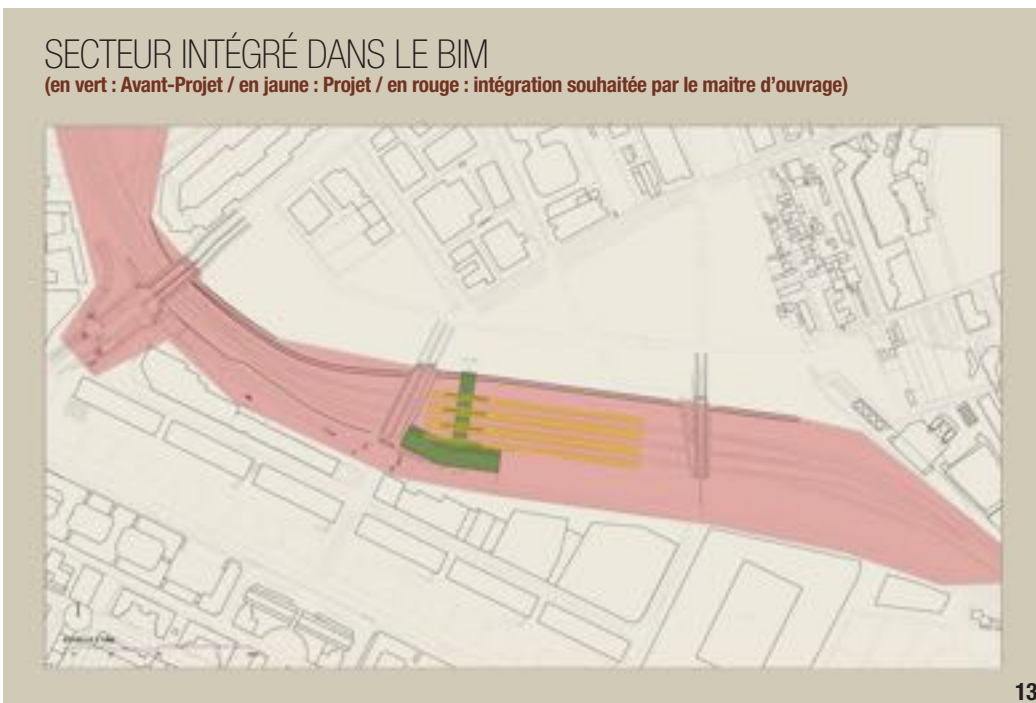 SECTEUR INTÉGRÉ DANS LE BIM
(en vert : Avant-Projet / en jaune : Projet / en rouge : intégration souhaitée par le maitre d'ouvrage)
13